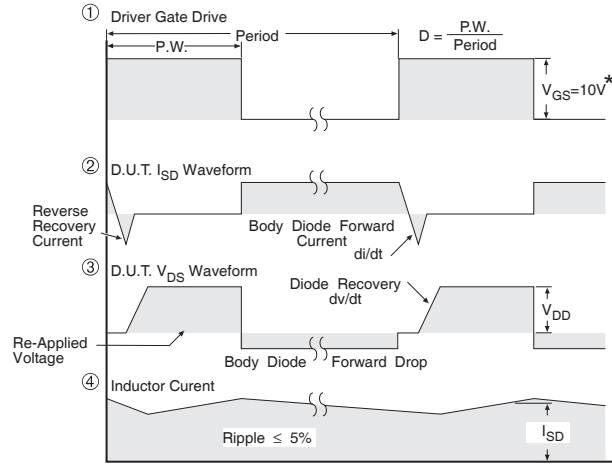 ① Driver Gate Drive
Period
P.W.
D = P.W. / Period
V_GS=10V*
② D.U.T. I_SD Waveform
Reverse
Recovery
Current
Body Diode Forward
Current
di/dt
③ D.U.T. V_DS Waveform
Diode Recovery
dv/dt
V_DD
Re-Applied
Voltage
Body Diode Forward Drop
④ Inductor Curent
Ripple ≤ 5%
I_SD